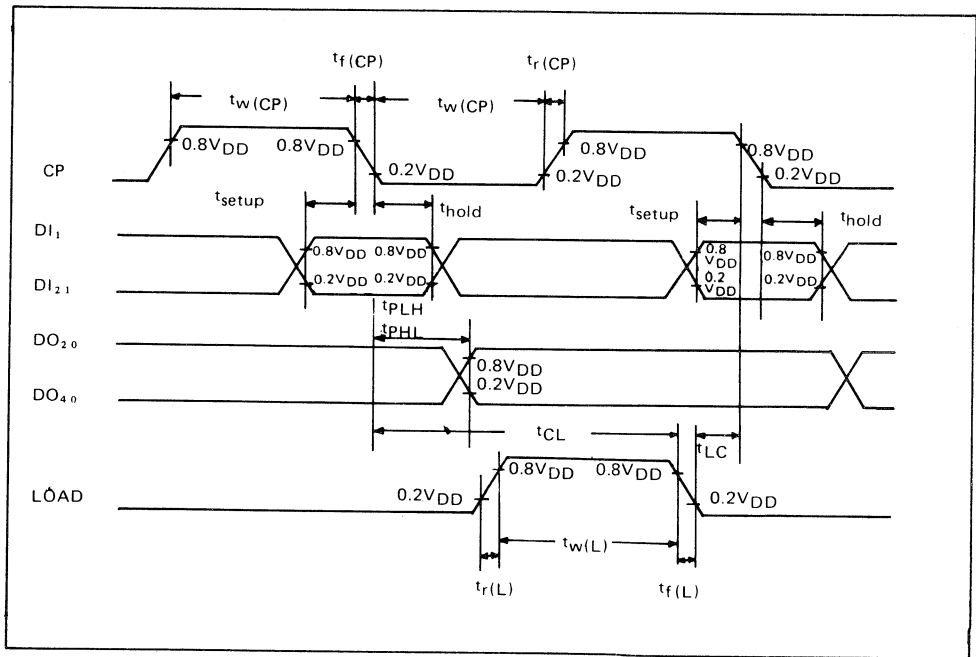 tf(CP) tr(CP)
tw(CP) tw(CP)
0.8VDD 0.8VDD 0.8VDD 0.8VDD
CP 0.2VDD 0.2VDD 0.2VDD
tsetup thold tsetup thold
DI₁
0.8VDD 0.8VDD 0.8 VDD 0.8VDD
0.2VDD 0.2VDD 0.2 VDD 0.2VDD
DI₂₁
tPLH
tPHL
DO₂₀
0.8VDD
0.2VDD
DO₄₀
tCL
tLC
0.8VDD 0.8VDD
LOAD 0.2VDD 0.2VDD
tw(L)
tr(L) tf(L)